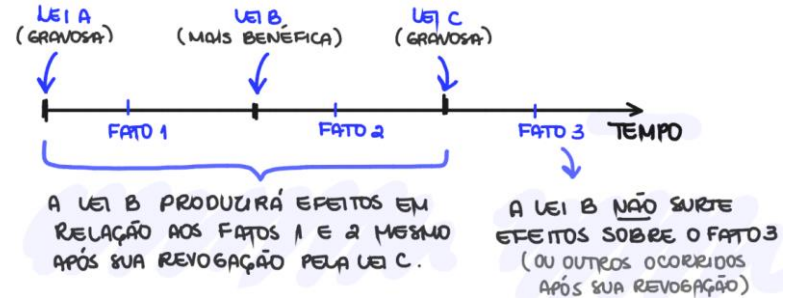 LEI A
(GRAVOSA)
LEI B
(MAIS BENÉFICA)
LEI C
(GRAVOSA)
FATO 1
FATO 2
FATO 3
TEMPO
A LEI B PRODUZIRÁ EFEITOS EM
RELAÇÃO AOS FATOS 1 E 2 MESMO
APÓS SUA REVOGAÇÃO PELA LEI C.
A LEI B NÃO SURTE
EFEITOS SOBRE O FATO 3
(OU OUTROS OCORRIDOS
APÓS SUA REVOGAÇÃO)